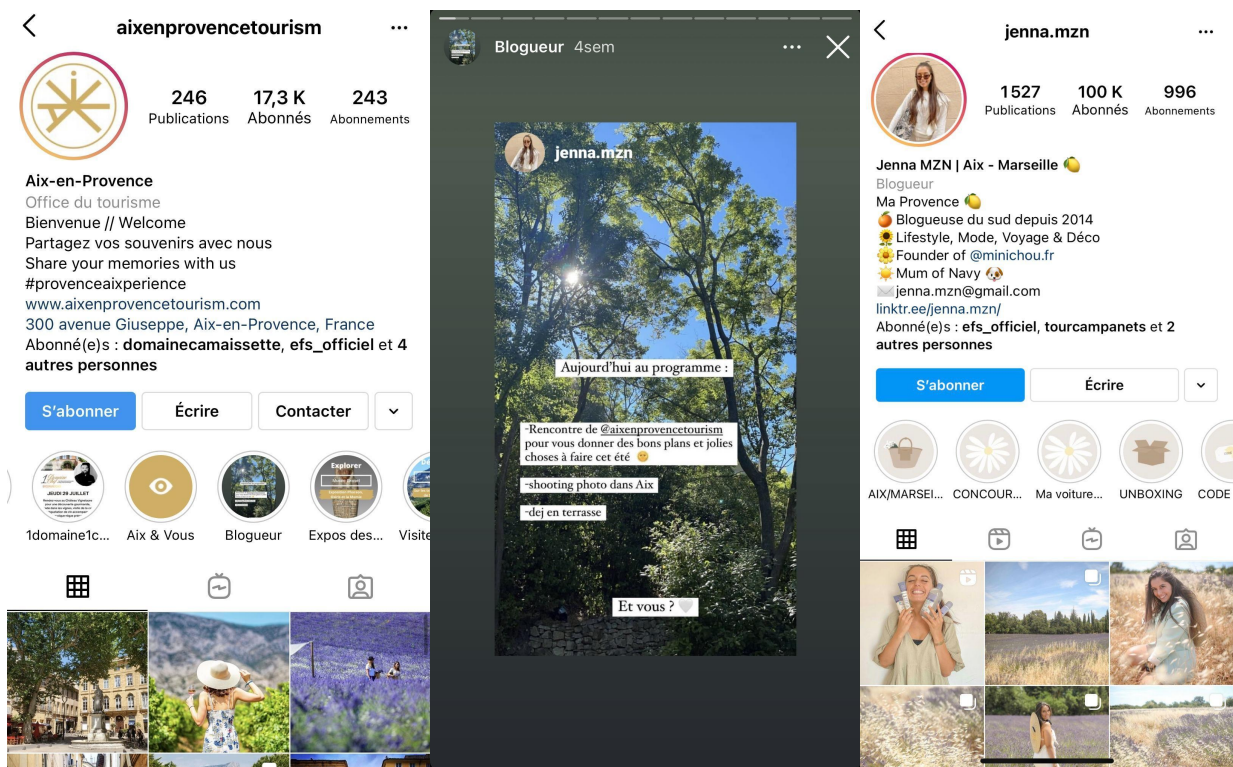 aixenprovencetourism
246
17,3 K
243
Publications
Abonnés
Abonnements
Aix-en-Provence
Office du tourisme
Bienvenue // Welcome
Partagez vos souvenirs avec nous
Share your memories with us
#provenceaixperience
www.aixenprovencetourism.com
300 avenue Giuseppe, Aix-en-Provence, France
Abonné(e)s : domainecamaissette, efs_officiel et 4
autres personnes
S'abonner
Écrire
Contacter
JEUDI 29 JUILLET
Explorer
1domaine1c...
Aix & Vous
Blogueur
Expos des...
Visite
Blogueur 4sem
jenna.mzn
Aujourd'hui au programme :
-Rencontre de @aixenprovencetourism
pour vous donner des bons plans et jolies
choses à faire cet été
-shooting photo dans Aix
-dej en terrasse
Et vous ?
jenna.mzn
1527
100 K
996
Publications
Abonnés
Abonnements
Jenna MZN | Aix - Marseille
Blogueur
Ma Provence
Blogueuse du sud depuis 2014
Lifestyle, Mode, Voyage & Déco
Founder of @minichou.fr
Mum of Navy
jenna.mzn@gmail.com
linktr.ee/jenna.mzn/
Abonné(e)s : efs_officiel, tourcampanets et 2
autres personnes
S'abonner
Écrire
AIX/MARSEI...
CONCOUR...
Ma voiture...
UNBOXING
CODE